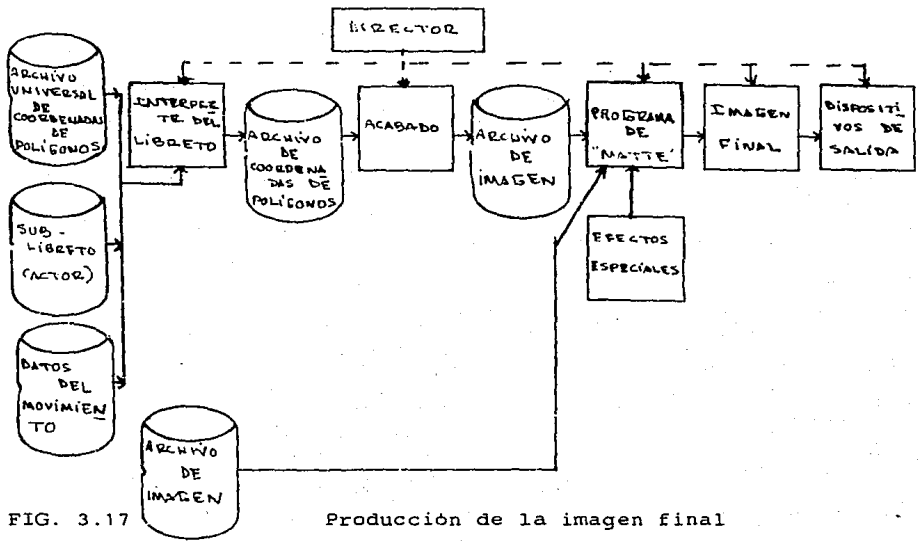 DIRECTOR
ARCHIVO
UNIVERSAL
DE
COORDENADAS
DE
POLÍGONOS
INTERPRE
TE DEL
LIBRETO
ARCHIVO
DE
COORDENA
DAS DE
POLÍGONOS
ACABADO
ARCHIVO
DE
IMAGEN
PROGRAMA
DE
"MATTE"
IMAGEN
FINAL
DISPOSITI
VOS DE
SALIDA
SUB-
LIBRETO
(ACTOR)
EFECTOS
ESPECIALES
DATOS
DEL
MOVIMIEN
TO
ARCHIVO
DE
IMAGEN
FIG. 3.17 Producción de la imagen final